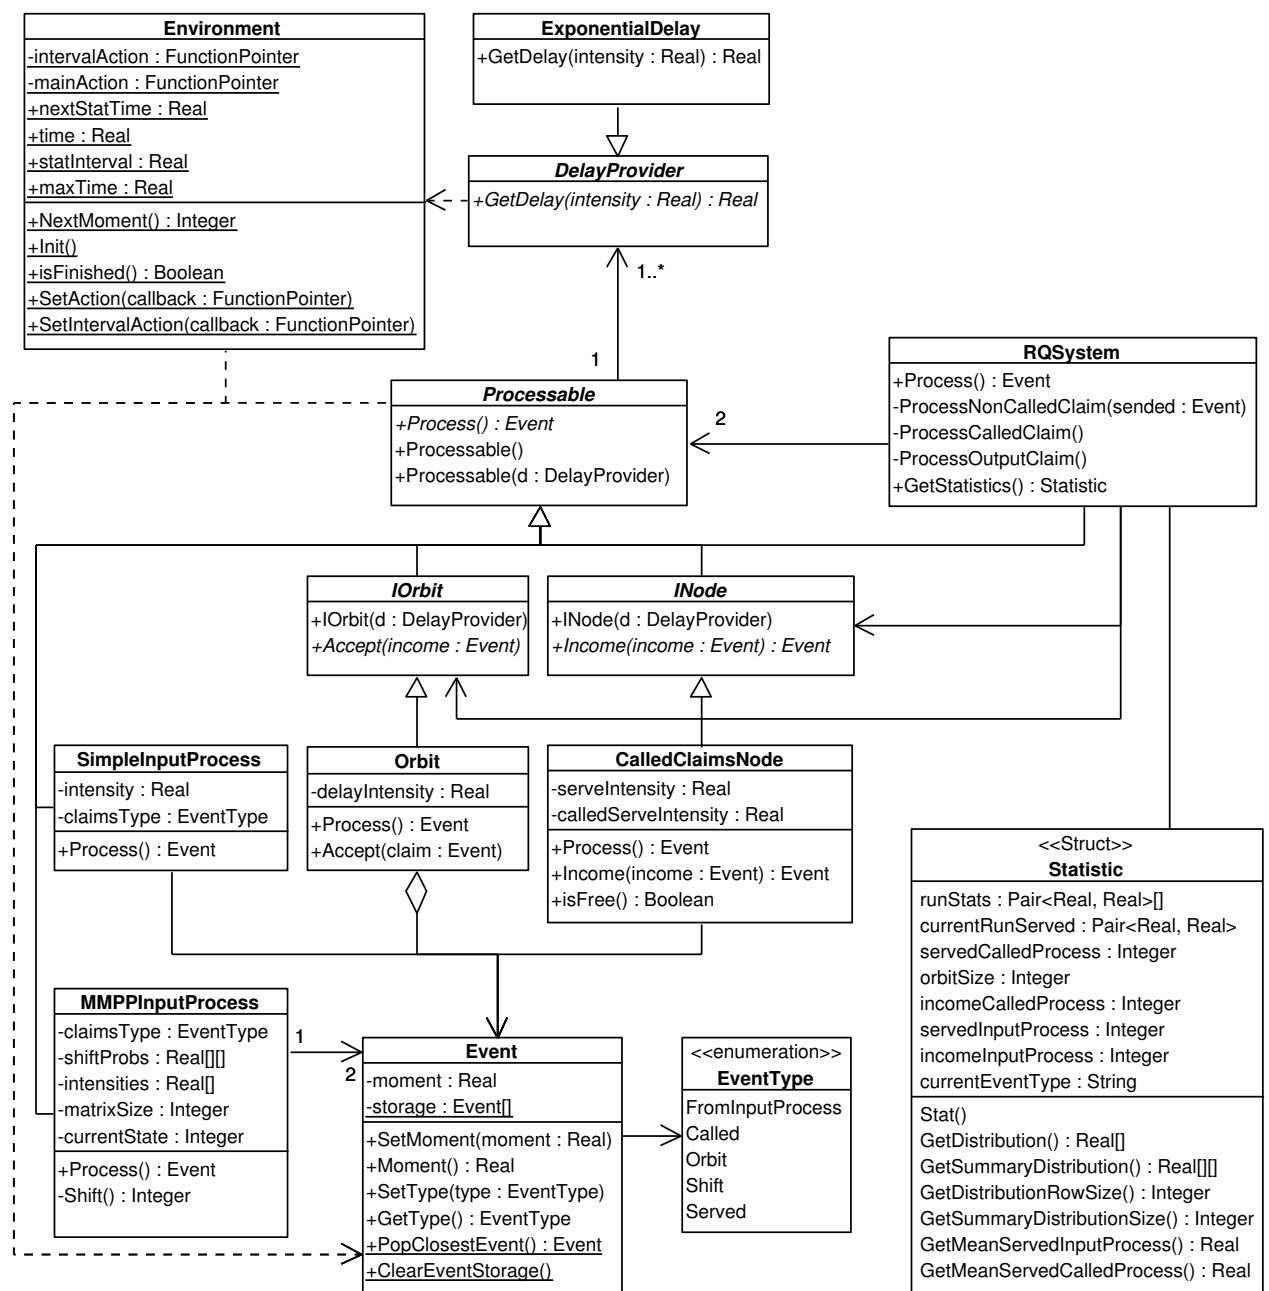 Environment
-intervalAction : FunctionPointer
-mainAction : FunctionPointer
+nextStatTime : Real
+time : Real
+statInterval : Real
+maxTime : Real
+NextMoment() : Integer
+Init()
+isFinished() : Boolean
+SetAction(callback : FunctionPointer)
+SetIntervalAction(callback : FunctionPointer)
ExponentialDelay
+GetDelay(intensity : Real) : Real
DelayProvider
+GetDelay(intensity : Real) : Real
1..*
1
Processable
+Process() : Event
+Processable()
+Processable(d : DelayProvider)
2
RQSystem
+Process() : Event
-ProcessNonCalledClaim(sended : Event)
-ProcessCalledClaim()
-ProcessOutputClaim()
+GetStatistics() : Statistic
IOrbit
+IOrbit(d : DelayProvider)
+Accept(income : Event)
INode
+INode(d : DelayProvider)
+Income(income : Event) : Event
SimpleInputProcess
-intensity : Real
-claimsType : EventType
+Process() : Event
Orbit
-delayIntensity : Real
+Process() : Event
+Accept(claim : Event)
CalledClaimsNode
-serveIntensity : Real
-calledServeIntensity : Real
+Process() : Event
+Income(income : Event) : Event
+isFree() : Boolean
MMPPInputProcess
-claimsType : EventType
-shiftProbs : Real[][]
-intensities : Real[]
-matrixSize : Integer
-currentState : Integer
+Process() : Event
-Shift() : Integer
1
2
Event
-moment : Real
-storage : Event[]
+SetMoment(moment : Real)
+Moment() : Real
+SetType(type : EventType)
+GetType() : EventType
+PopClosestEvent() : Event
+ClearEventStorage()
<<enumeration>>
EventType
FromInputProcess
Called
Orbit
Shift
Served
<<Struct>>
Statistic
runStats : Pair<Real, Real>[]
currentRunServed : Pair<Real, Real>
servedCalledProcess : Integer
orbitSize : Integer
incomeCalledProcess : Integer
servedInputProcess : Integer
incomeInputProcess : Integer
currentEventType : String
Stat()
GetDistribution() : Real[]
GetSummaryDistribution() : Real[][]
GetDistributionRowSize() : Integer
GetSummaryDistributionSize() : Integer
GetMeanServedInputProcess() : Real
GetMeanServedCalledProcess() : Real